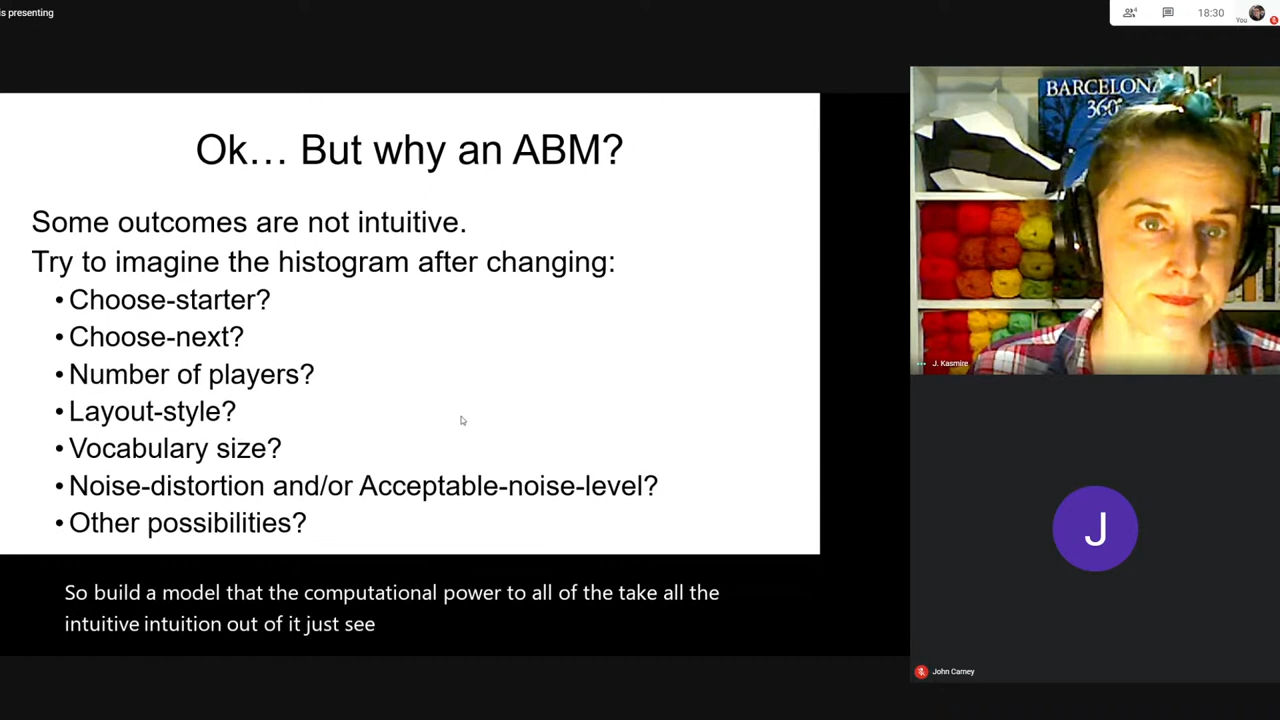 is presenting
4
18:30
You
Ok… But why an ABM?
Some outcomes are not intuitive.
Try to imagine the histogram after changing:
• Choose-starter?
• Choose-next?
• Number of players?
• Layout-style?
• Vocabulary size?
• Noise-distortion and/or Acceptable-noise-level?
• Other possibilities?
So build a model that the computational power to all of the take all the
intuitive intuition out of it just see
BARCELONA
360°
J. Kasmire
J
John Carney